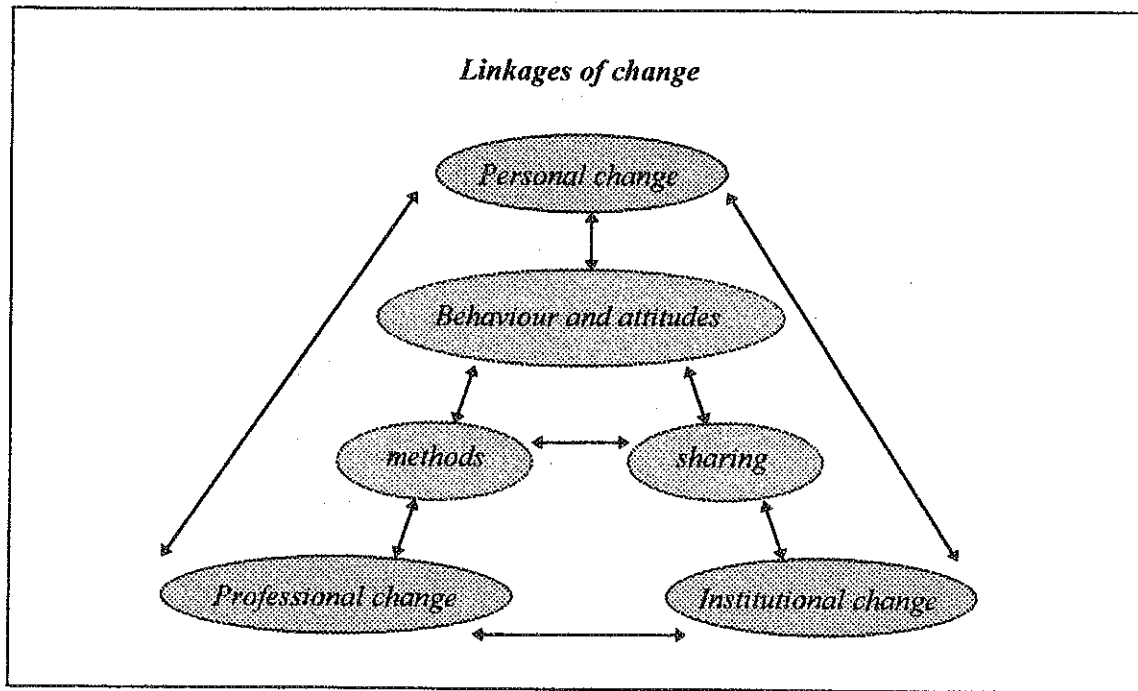 Linkages of change
Personal change
Behaviour and attitudes
methods
sharing
Professional change
Institutional change